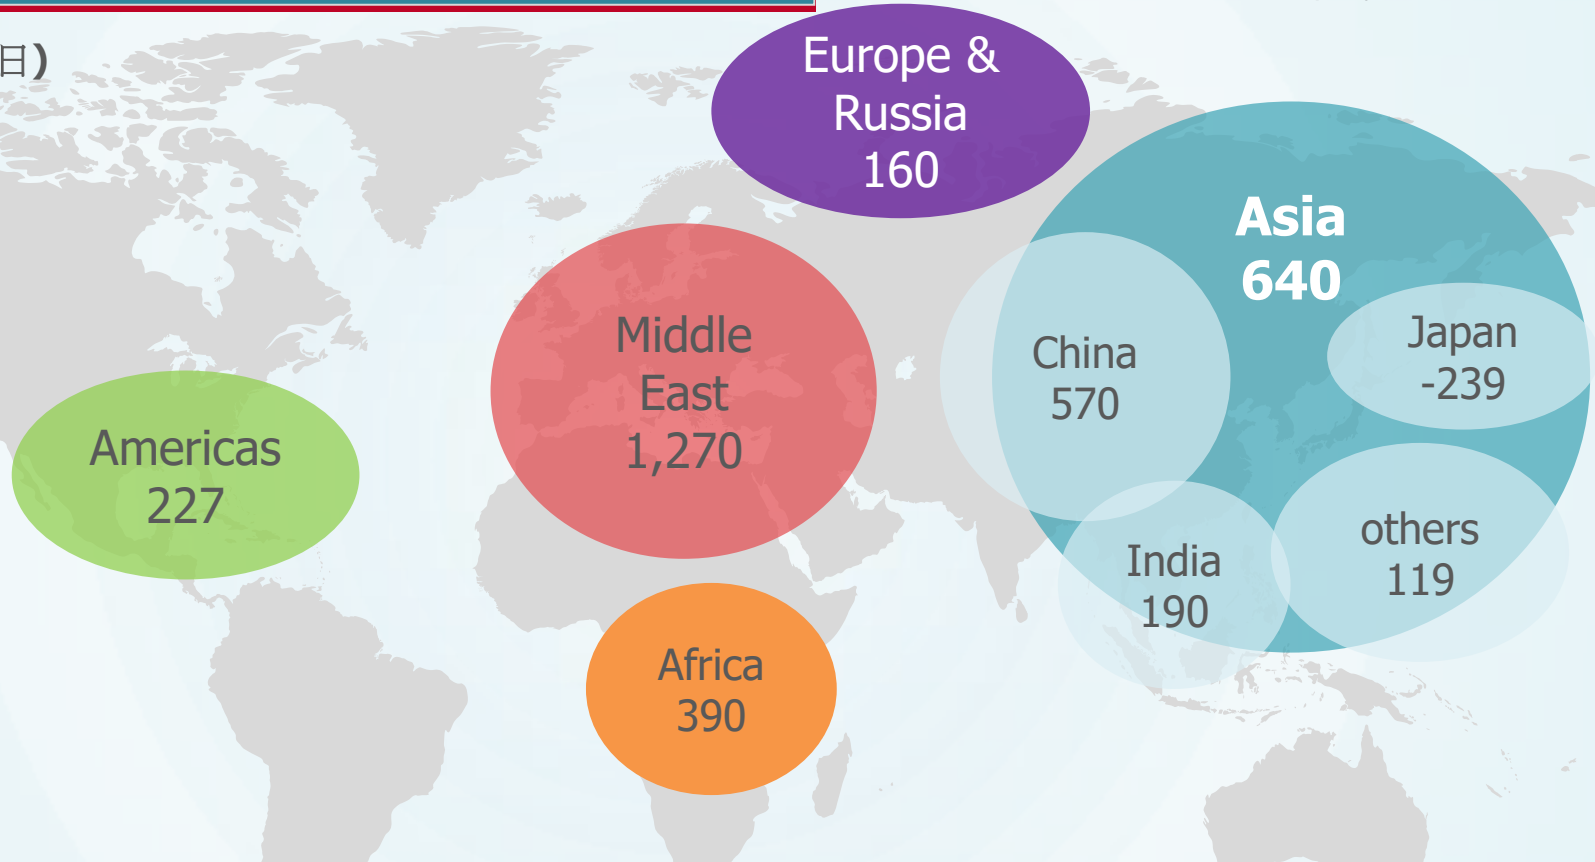 日)
Europe &
Russia
160
Asia
640
Middle
East
1,270
China
570
Japan
-239
Americas
227
India
190
others
119
Africa
390